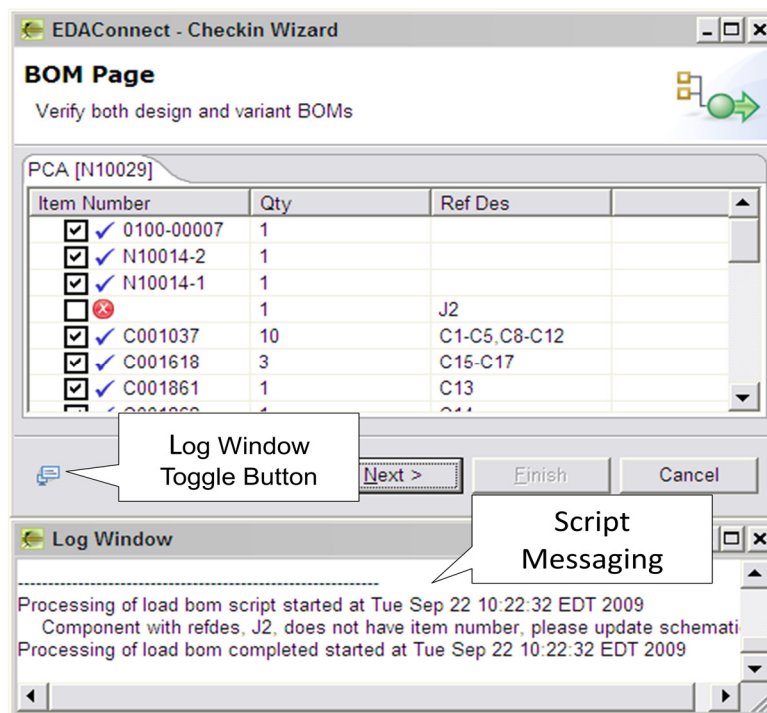 EDAConnect - Checkin Wizard
BOM Page
Verify both design and variant BOMs
PCA [N10029]
Item Number Qty Ref Des
0100-00007 1
N10014-2 1
N10014-1 1
1 J2
C001037 10 C1-C5,C8-C12
C001618 3 C15-C17
C001861 1 C13
Log Window
Toggle Button
Next > Finish Cancel
Script
Messaging
Log Window
Processing of load bom script started at Tue Sep 22 10:22:32 EDT 2009
Component with refdes, J2, does not have item number, please update schemati
Processing of load bom completed started at Tue Sep 22 10:22:32 EDT 2009